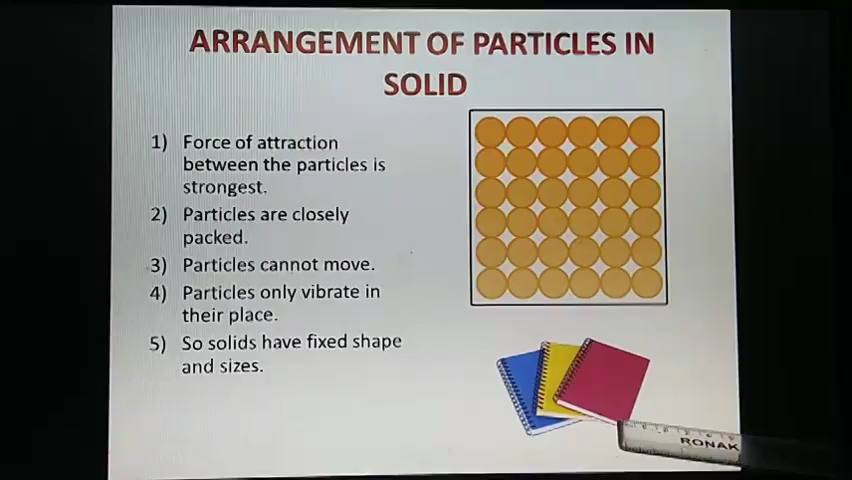 ARRANGEMENT OF PARTICLES IN
SOLID
1) Force of attraction
between the particles is
strongest.
2) Particles are closely
packed.
3) Particles cannot move.
4) Particles only vibrate in
their place.
5) So solids have fixed shape
and sizes.
RONAK